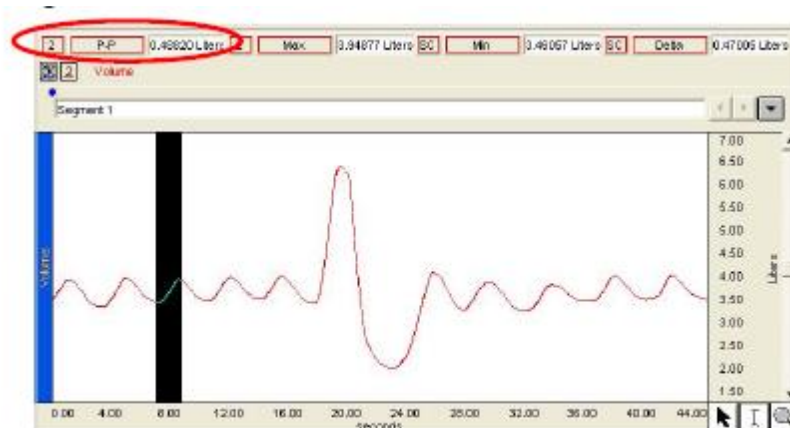 2 P-P 0.48820 Liters Max 3.94877 Liters SC Min 3.46057 Liters SC Delta 0.47005 Liters
2 Volume
Segment 1
7.00
6.50
6.00
5.50
5.00
4.50
4.00
3.50
3.00
2.50
2.00
1.50
Volume
Liters
0.00 4.00 8.00 12.00 16.00 20.00 24.00 28.00 32.00 36.00 40.00 44.00
seconds